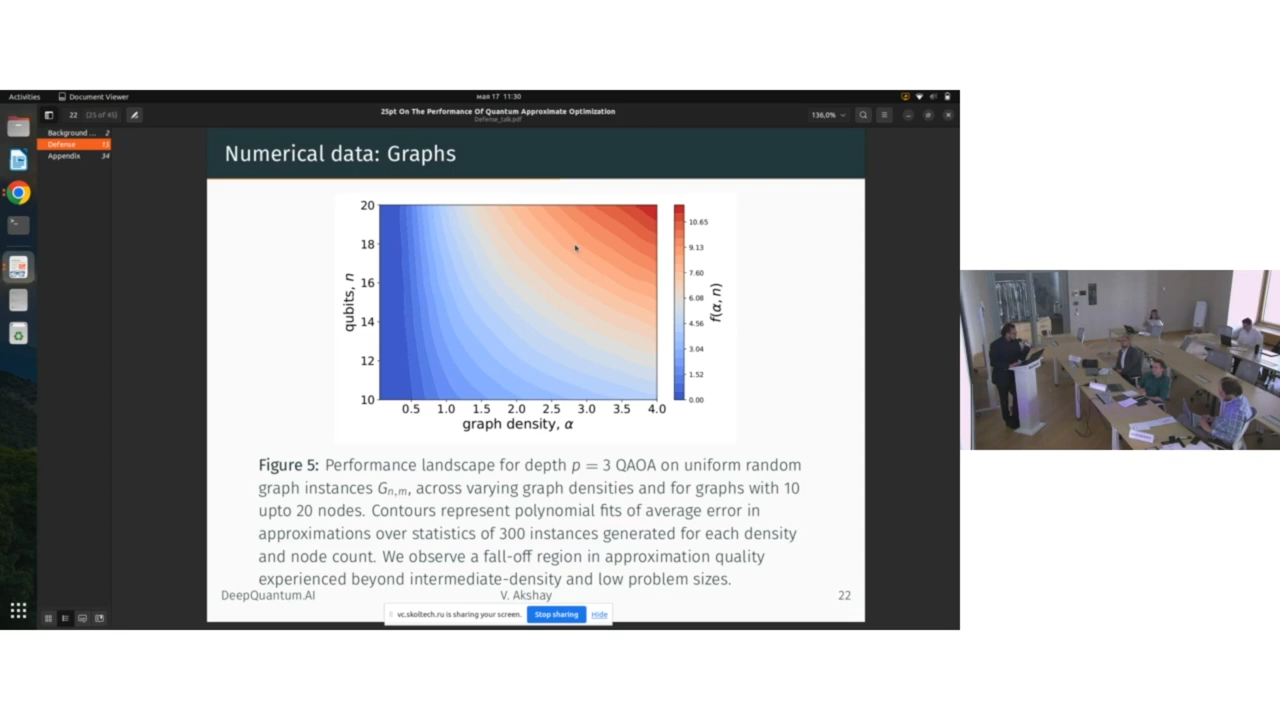 Activities
Document Viewer
мая 17 11:30
22 (25 of 45)
25pt On The Performance Of Quantum Approximate Optimization
Defense_talk.pdf
136,0%
Background ... 2
Defense 13
Appendix 34
Numerical data: Graphs
20
18
16
14
12
10
qubits, n
0.5 1.0 1.5 2.0 2.5 3.0 3.5 4.0
graph density, α
10.65
9.13
7.60
6.08
4.56
3.04
1.52
0.00
f(α, n)
Figure 5: Performance landscape for depth p = 3 QAOA on uniform random
graph instances Gn,m, across varying graph densities and for graphs with 10
upto 20 nodes. Contours represent polynomial fits of average error in
approximations over statistics of 300 instances generated for each density
and node count. We observe a fall-off region in approximation quality
experienced beyond intermediate-density and low problem sizes.
DeepQuantum.AI V. Akshay 22
vc.skoltech.ru is sharing your screen. Stop sharing Hide